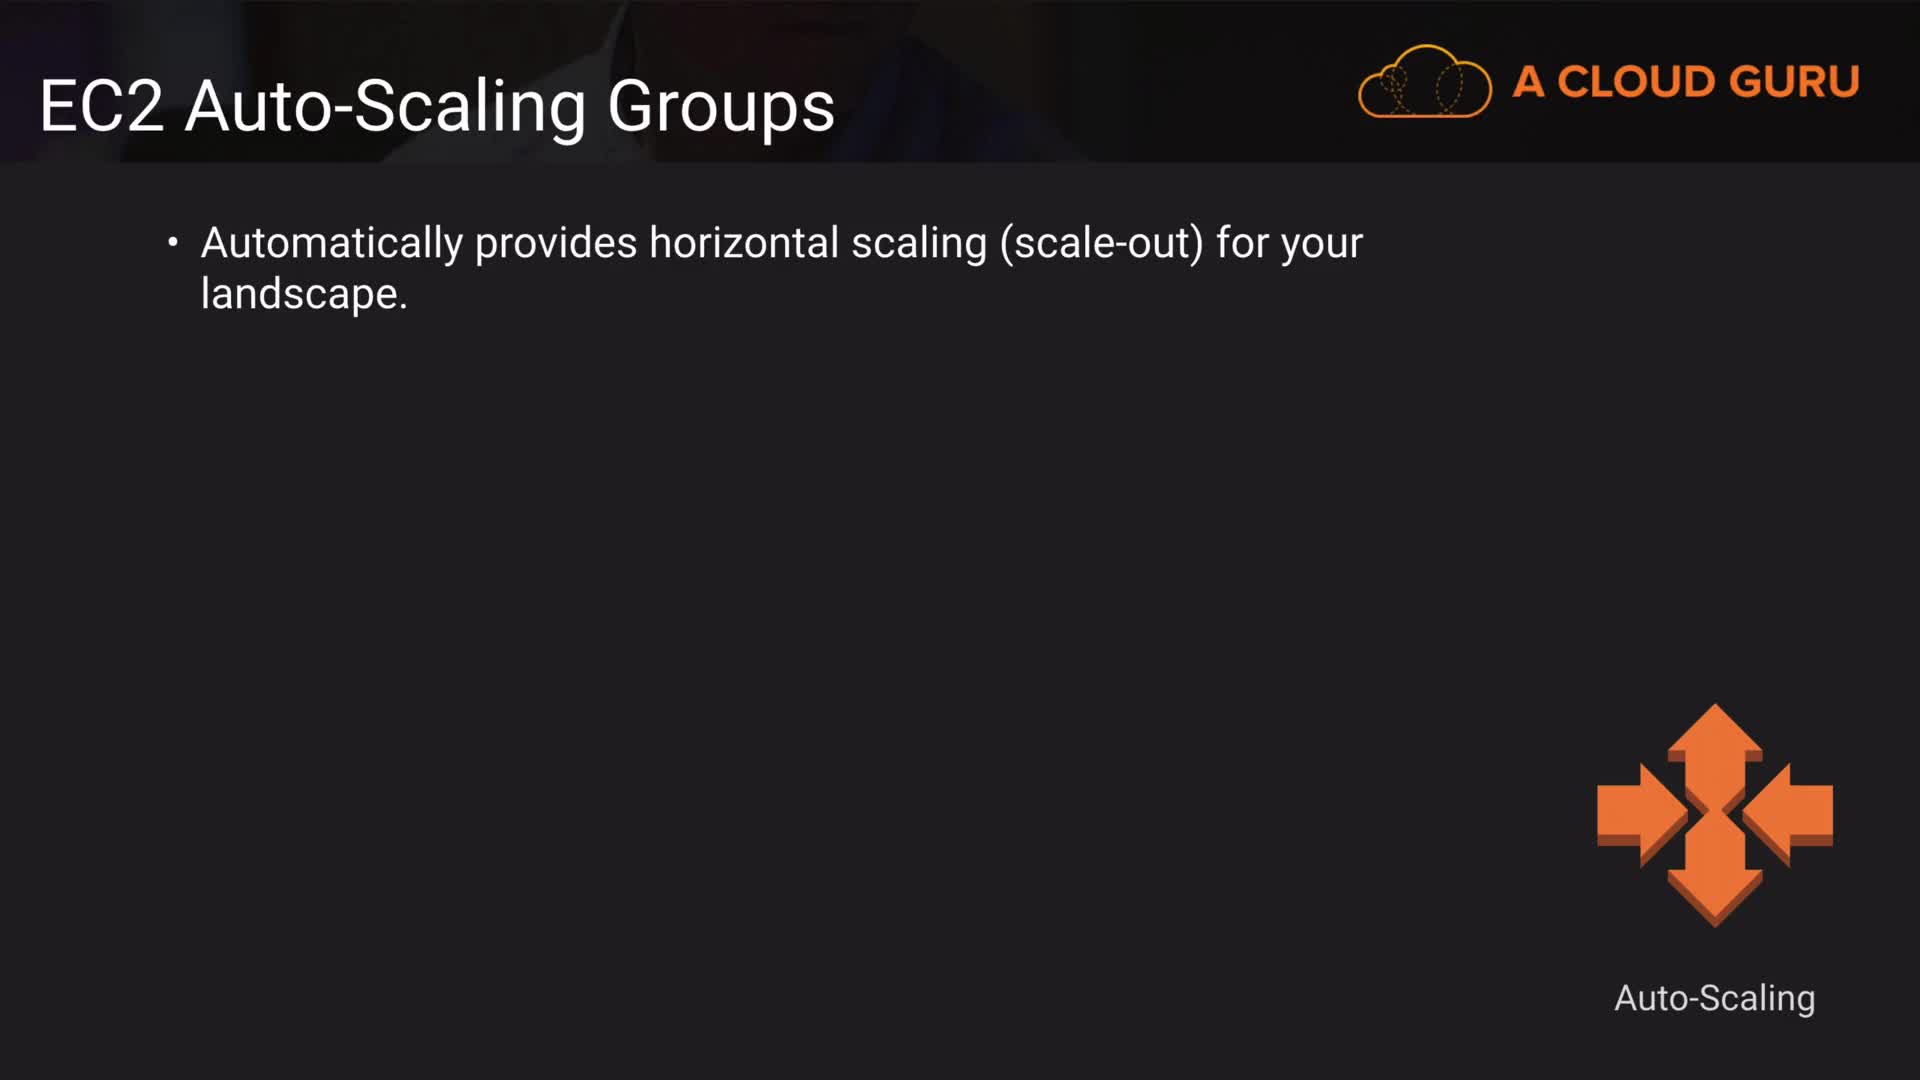 EC2 Auto-Scaling Groups
A CLOUD GURU
• Automatically provides horizontal scaling (scale-out) for your
landscape.
Auto-Scaling